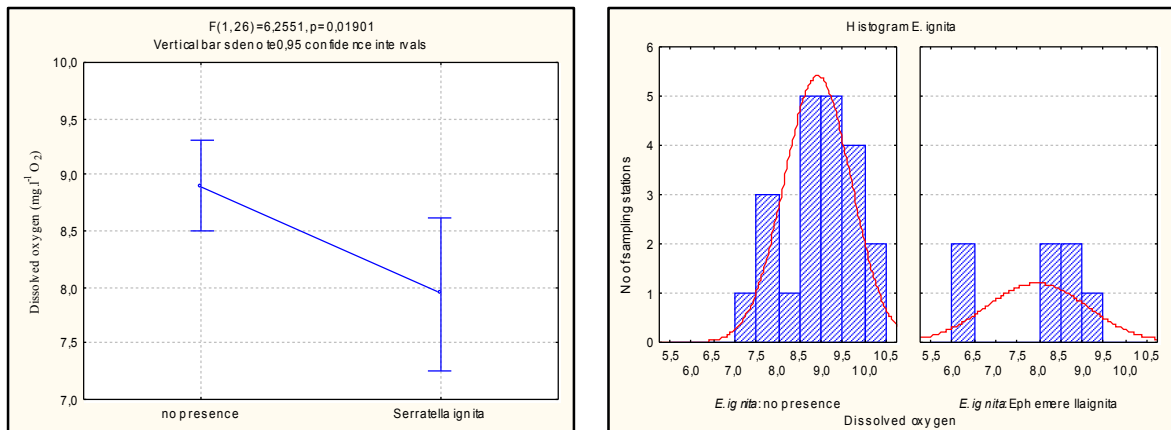 F(1,26)=6,2551, p=0,01901
Vertical bars denote 0,95 confidence intervals
10,0
9,5
9,0
8,5
8,0
7,5
7,0
Dissolved oxygen (mg.l-1 O2)
no presence Serratella ignita
Histogram E.ignita
6
5
4
3
2
1
0
No of sampling stations
5,5 6,5 7,5 8,5 9,5 10,5 5,5 6,5 7,5 8,5 9,5 10,5
6,0 7,0 8,0 9,0 10,0 6,0 7,0 8,0 9,0 10,0
E.ignita: no presence E.ignita: Ephemerella ignita
Dissolved oxygen